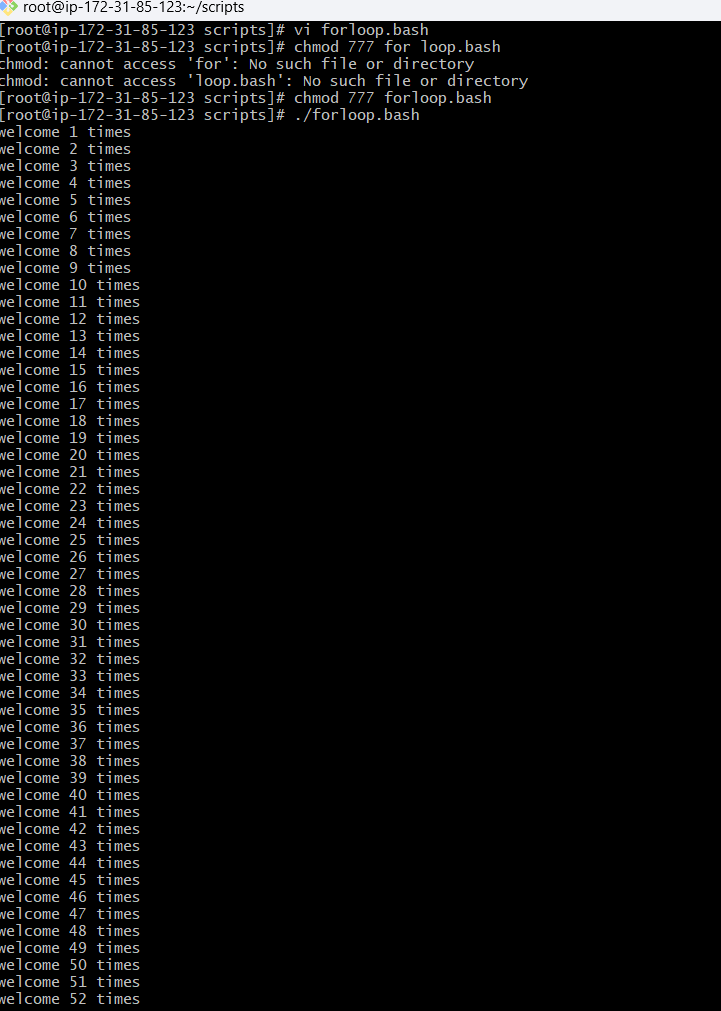 root@ip-172-31-85-123:~/scripts
[root@ip-172-31-85-123 scripts]# vi forloop.bash
[root@ip-172-31-85-123 scripts]# chmod 777 for loop.bash
chmod: cannot access 'for': No such file or directory
chmod: cannot access 'loop.bash': No such file or directory
[root@ip-172-31-85-123 scripts]# chmod 777 forloop.bash
[root@ip-172-31-85-123 scripts]# ./forloop.bash
welcome 1 times
welcome 2 times
welcome 3 times
welcome 4 times
welcome 5 times
welcome 6 times
welcome 7 times
welcome 8 times
welcome 9 times
welcome 10 times
welcome 11 times
welcome 12 times
welcome 13 times
welcome 14 times
welcome 15 times
welcome 16 times
welcome 17 times
welcome 18 times
welcome 19 times
welcome 20 times
welcome 21 times
welcome 22 times
welcome 23 times
welcome 24 times
welcome 25 times
welcome 26 times
welcome 27 times
welcome 28 times
welcome 29 times
welcome 30 times
welcome 31 times
welcome 32 times
welcome 33 times
welcome 34 times
welcome 35 times
welcome 36 times
welcome 37 times
welcome 38 times
welcome 39 times
welcome 40 times
welcome 41 times
welcome 42 times
welcome 43 times
welcome 44 times
welcome 45 times
welcome 46 times
welcome 47 times
welcome 48 times
welcome 49 times
welcome 50 times
welcome 51 times
welcome 52 times